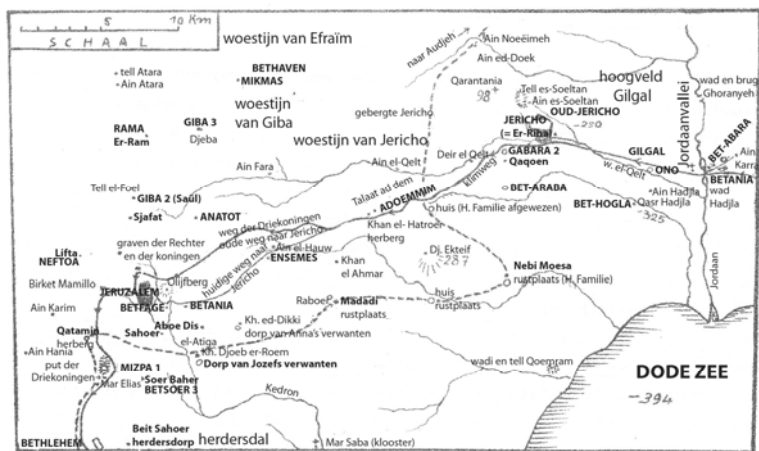 5 10 Km
SCHAAL
woestijn van Efraïm
naar Audjeh
Ain Noeëimeh
tell Atara
Ain Atara
BETHAVEN
MIKMAS
Ain ed-Doek
Qarantania
98
hoogveld
Gilgal
Jordaanvallei
wad en brug
Ghoranyeh
Tell es-Soeltan
Ain es-Soeltan
OUD-JERICHO
-250
woestijn
van Giba
gebergte Jericho
RAMA
Er-Ram
GIBA 3
Djeba
woestijn van Jericho
JERICHO
(= Er-Riha)
GABARA 2
Qaqoen
GILGAL
ONO
w. el-Qelt
BET-ABARA
Ain
Karra
BETANIA
wad
Hadjla
Ain Fara
Ain el-Qelt
Deir el Qelt
Tell el-Foel
GIBA 2 (Saül)
Sjafat
ANATOT
Talaat ad dem
ADOEMMIM
klimweg
BET-ARABA
Ain Hadjla
BET-HOGLA
Qasr Hadjla
-325
huis (H. Familie afgewezen)
weg der Driekoningen
oude weg naar Jericho
Khan el-Hatroer
herberg
Lifta
NEFTOA
graven der Rechter
en der koningen
huidige weg naar
Jericho
Ain el-Hauw
ENSEMES
Khan
el Ahmar
Dj. Ekteif
-287
Jordaan
Birket Mamillo
Olijfberg
JERUZALEM
BETFAGE
BETANIA
Nebi Moesa
rustplaats (H. Familie)
Raboe
Madadi
rustplaats
huis
rustplaats
Ain Karim
Qatamin
herberg
Aboe Dis
Sahoer
Kh. ed-Dikki
dorp van Anna's verwanten
el-Atiqa
Kh. Djoeb er-Roem
Dorp van Jozefs verwanten
Ain Hania
put der
Driekoningen
MIZPA 1
Mar Elias
Soer Baher
BETSOER 3
wadi en tell Qoemram
DODE ZEE
-394
Kedron
BETHLEHEM
Beit Sahoer
herdersdorp
herdersdal
Mar Saba (klooster)